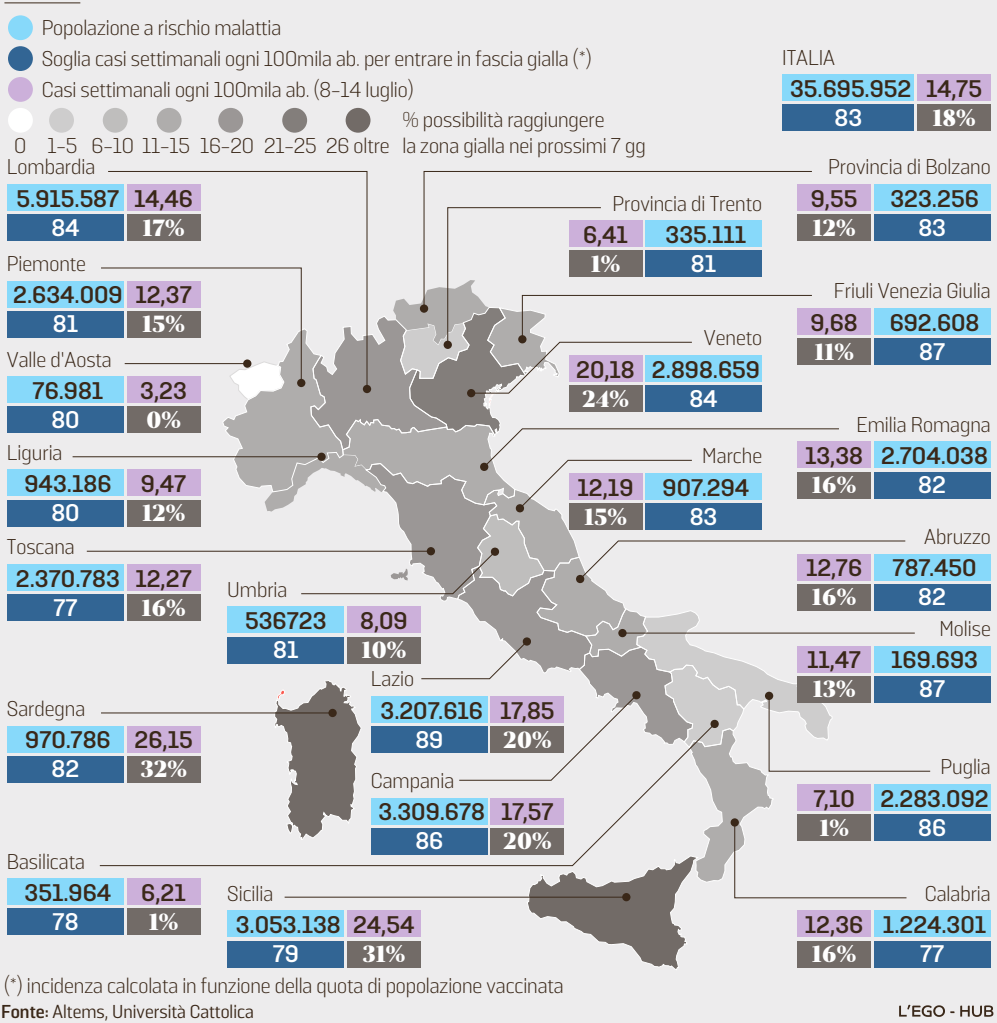 Popolazione a rischio malattia
Soglia casi settimanali ogni 100mila ab. per entrare in fascia gialla (*)
Casi settimanali ogni 100mila ab. (8–14 luglio)
0 1–5 6–10 11–15 16–20 21–25 26 oltre
% possibilità raggiungere
la zona gialla nei prossimi 7 gg
ITALIA
35.695.952 14,75
83 18%
Lombardia
5.915.587 14,46
84 17%
Piemonte
2.634.009 12,37
81 15%
Valle d'Aosta
76.981 3,23
80 0%
Liguria
943.186 9,47
80 12%
Toscana
2.370.783 12,27
77 16%
Umbria
536723 8,09
81 10%
Sardegna
970.786 26,15
82 32%
Lazio
3.207.616 17,85
89 20%
Campania
3.309.678 17,57
86 20%
Basilicata
351.964 6,21
78 1%
Sicilia
3.053.138 24,54
79 31%
Provincia di Bolzano
9,55 323.256
12% 83
Provincia di Trento
6,41 335.111
1% 81
Friuli Venezia Giulia
9,68 692.608
11% 87
Veneto
20,18 2.898.659
24% 84
Emilia Romagna
13,38 2.704.038
16% 82
Marche
12,19 907.294
15% 83
Abruzzo
12,76 787.450
16% 82
Molise
11,47 169.693
13% 87
Puglia
7,10 2.283.092
1% 86
Calabria
12,36 1.224.301
16% 77
(*) incidenza calcolata in funzione della quota di popolazione vaccinata
Fonte: Altems, Università Cattolica
L'EGO - HUB